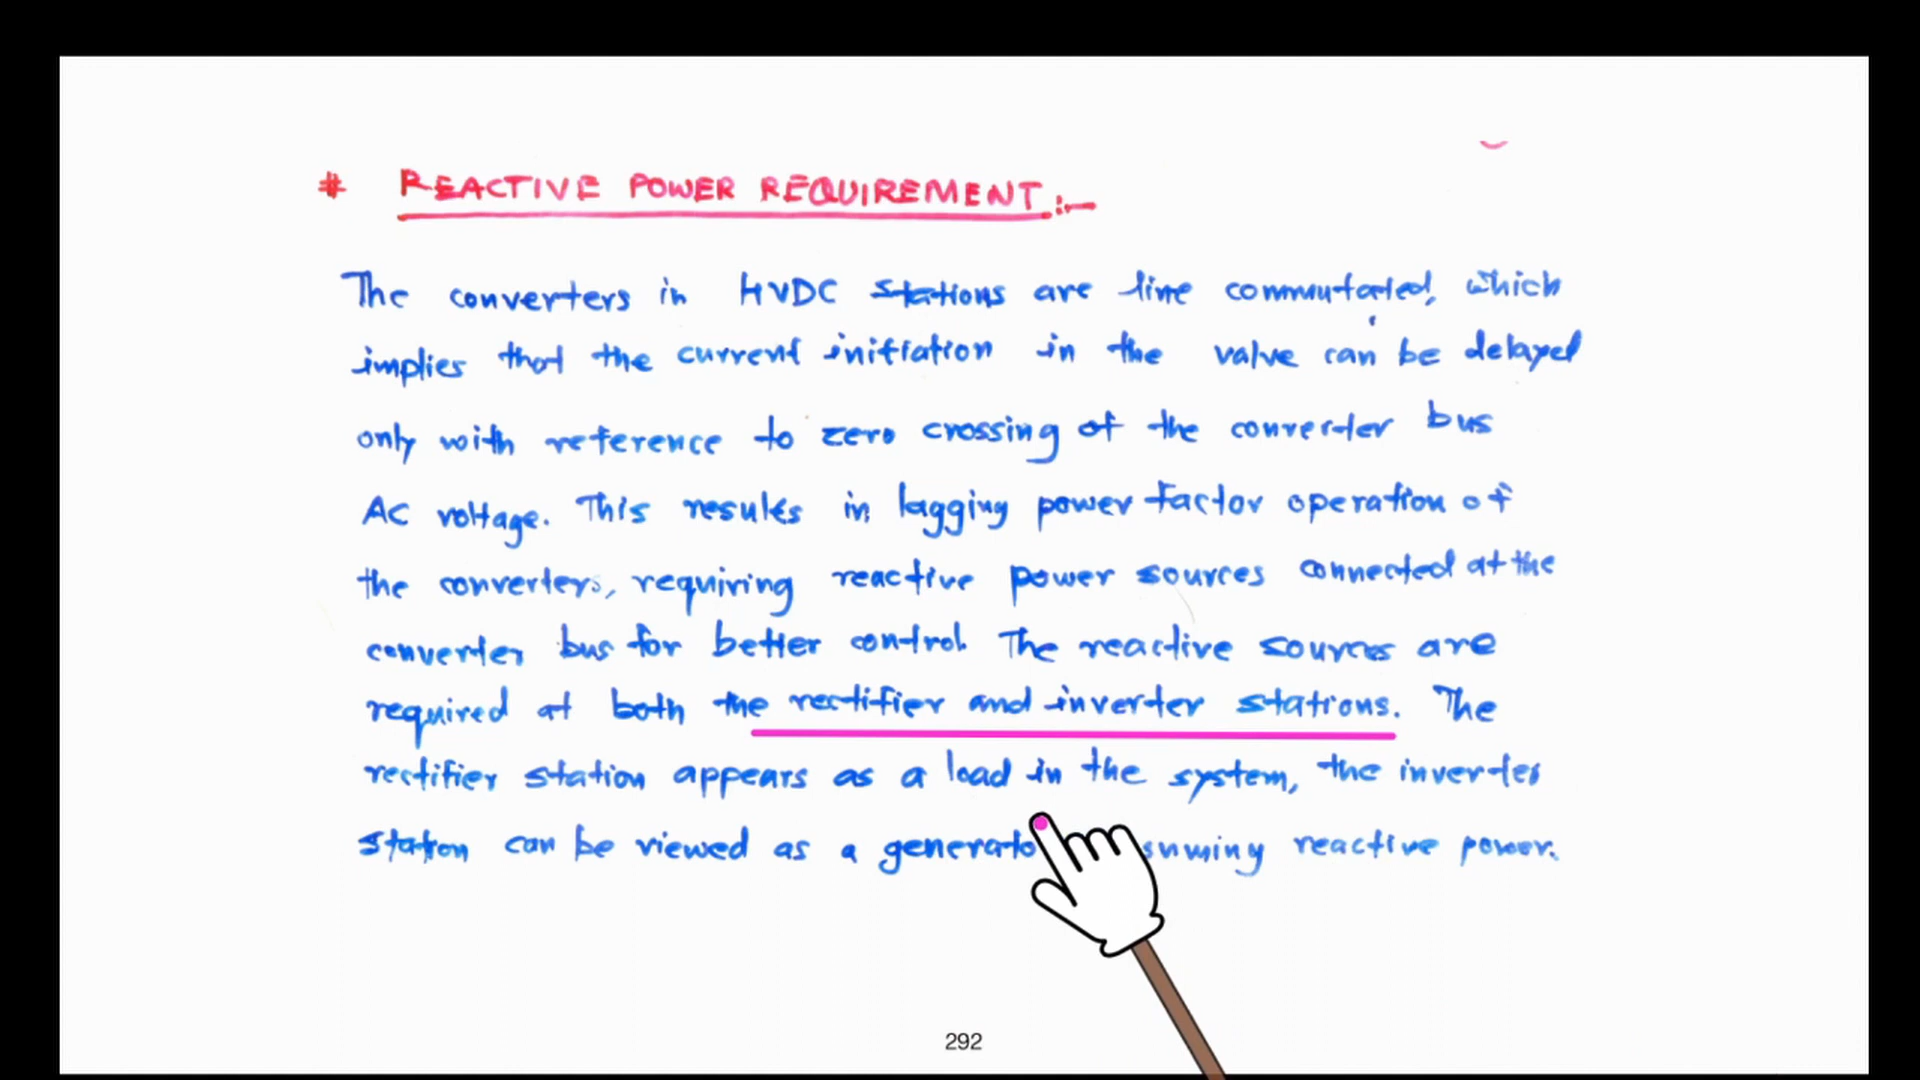 # REACTIVE POWER REQUIREMENT:-
The converters in HVDC stations are line commutated, which
implies that the current initiation in the valve can be delayed
only with reference to zero crossing of the converter bus
AC voltage. This results in lagging power factor operation of
the converters, requiring reactive power sources connected at the
converter bus for better control. The reactive sources are
required at both the rectifier and inverter stations. The
rectifier station appears as a load in the system, the inverter
station can be viewed as a reactive power.
292